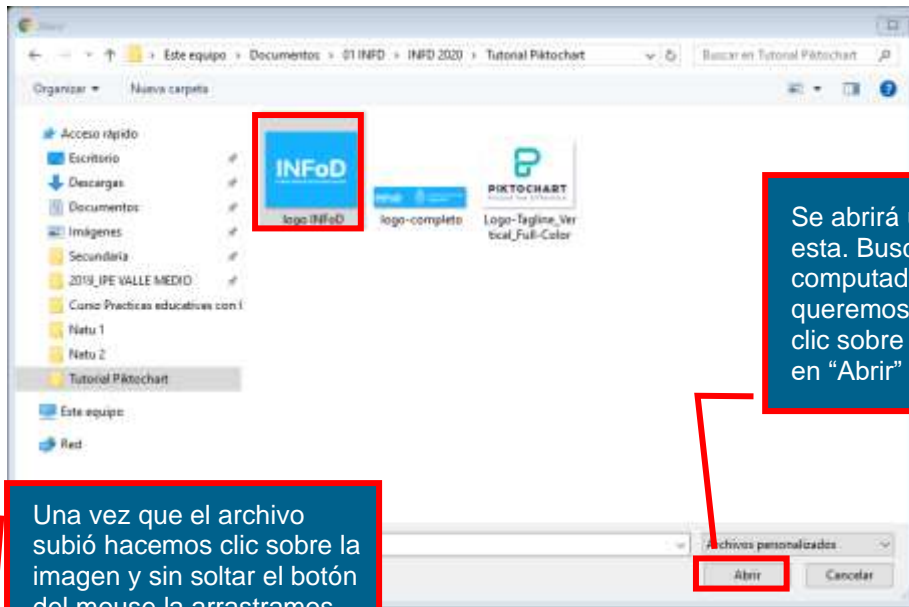 Este equipo › Documentos › 01 INFD › INFD 2020 › Tutorial Piktochart
Buscar en Tutorial Piktochart
Organizar
Nueva carpeta
Acceso rápido
Escritorio
Descargas
Documentos
Imágenes
Secundaria
2019_IPE VALLE MEDIO
Curso Practicas educativas con
Natu 1
Natu 2
Tutorial Piktochart
Este equipo
Red
INFoD
logo INFoD
logo-completo
PIKTOCHART
Logo-Tagline_Ver
tical_Full-Color
Se abrirá
esta. Busc
computad
queremos
clic sobre
en “Abrir”
Una vez que el archivo
subió hacemos clic sobre la
imagen y sin soltar el botón
del mouse la arrastramos
Archivos personalizados
Abrir
Cancelar